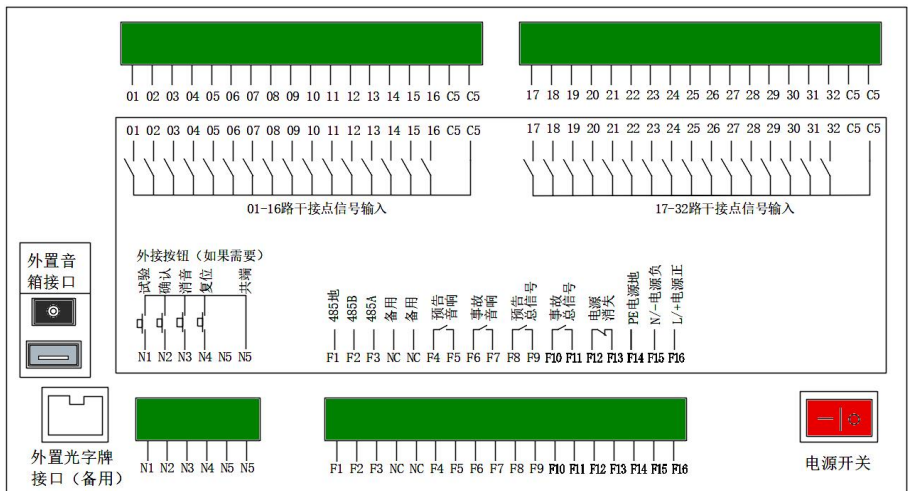 01 02 03 04 05 06 07 08 09 10 11 12 13 14 15 16 C5 C5
17 18 19 20 21 22 23 24 25 26 27 28 29 30 31 32 C5 C5
01 02 03 04 05 06 07 08 09 10 11 12 13 14 15 16 C5 C5
17 18 19 20 21 22 23 24 25 26 27 28 29 30 31 32 C5 C5
01-16路干接点信号输入
17-32路干接点信号输入
外置音
箱接口
外接按钮（如果需要）
试验
确认
消音
复位
共端
N1 N2 N3 N4 N5 N5
485地
485B
485A
备用
备用
预告
音响
事故
音响
预告
总信号
事故
总信号
电源
消失
PE电源地
N/-电源负
L/+电源正
F1 F2 F3 NC NC F4 F5 F6 F7 F8 F9 F10 F11 F12 F13 F14 F15 F16
外置光字牌
接口（备用）
N1 N2 N3 N4 N5 N5
F1 F2 F3 NC NC F4 F5 F6 F7 F8 F9 F10 F11 F12 F13 F14 F15 F16
电源开关